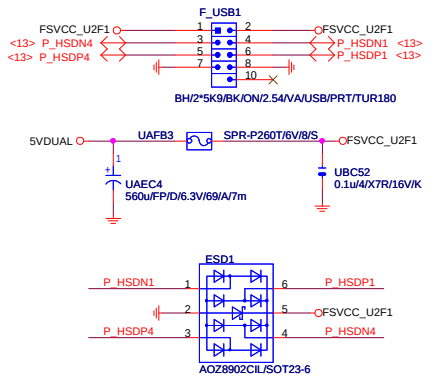 F_USB1
FSVCC_U2F1 1 2 FSVCC_U2F1
<13> P_HSDN4 3 4 P_HSDN1 <13>
<13> P_HSDP4 5 6 P_HSDP1 <13>
7 8
10
BH/2*5K9/BK/ON/2.54/VA/USB/PRT/TUR180
5VDUAL UAFB3 SPR-P260T/6V/8/S FSVCC_U2F1
1
+
UAEC4
560u/FP/D/6.3V/69/A/7m
UBC52
0.1u/4/X7R/16V/K
ESD1
P_HSDN1 1 6 P_HSDP1
2 5 FSVCC_U2F1
P_HSDP4 3 4 P_HSDN4
AOZ8902CIL/SOT23-6